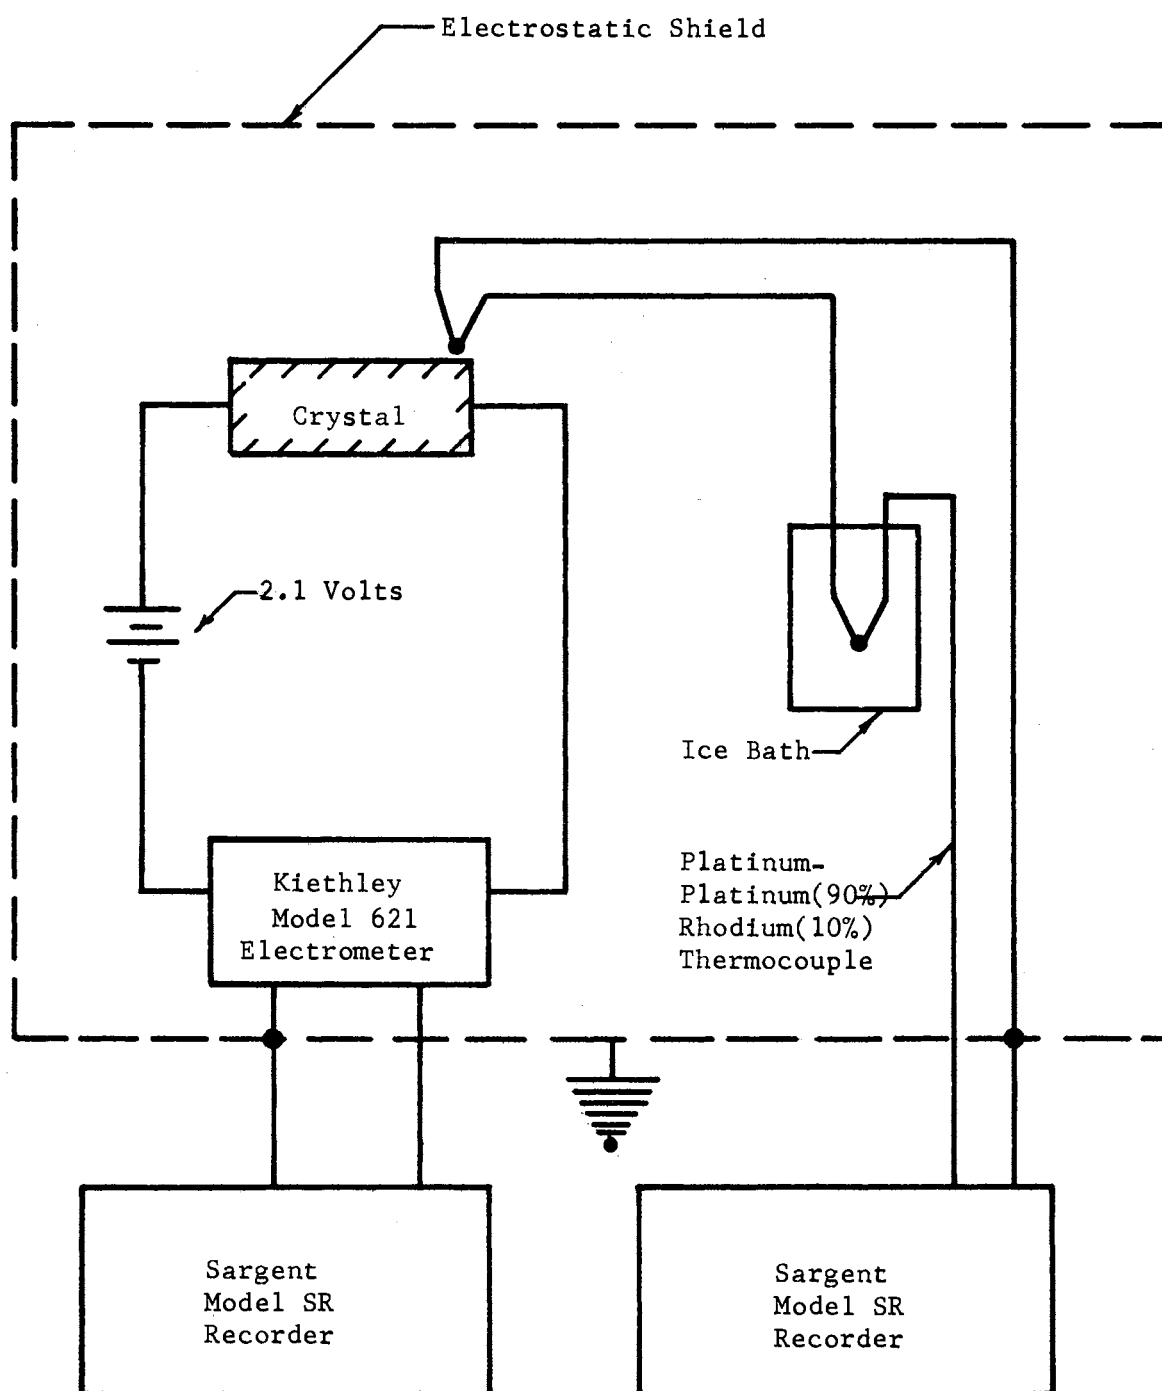 Electrostatic Shield
Crystal
2.1 Volts
Ice Bath
Platinum-
Platinum(90%)
Rhodium(10%)
Thermocouple
Kiethley
Model 621
Electrometer
Sargent
Model SR
Recorder
Sargent
Model SR
Recorder